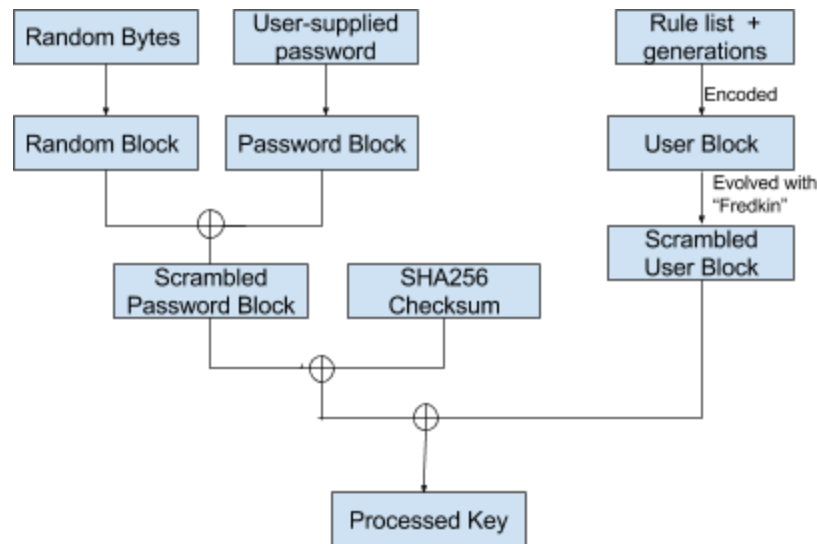 Random Bytes
User-supplied
password
Rule list +
generations
Encoded
Random Block
Password Block
User Block
Evolved with
“Fredkin”
Scrambled
User Block
Scrambled
Password Block
SHA256
Checksum
Processed Key